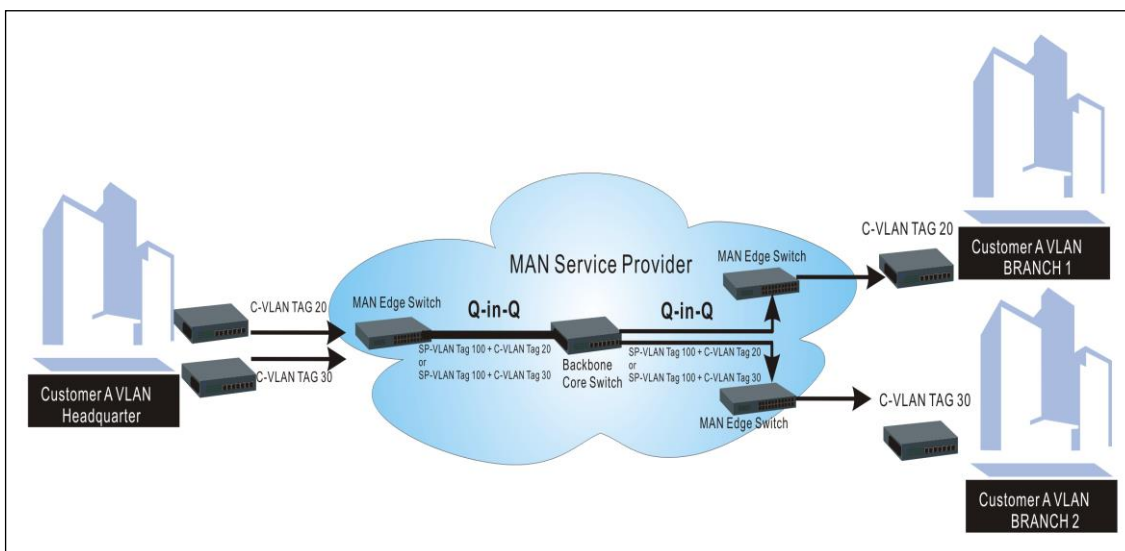 C-VLAN TAG 20
C-VLAN TAG 30
Customer A VLAN
Headquarter
MAN Service Provider
MAN Edge Switch
Q-in-Q
SP-VLAN Tag 100 + C-VLAN Tag 20
or
SP-VLAN Tag 100 + C-VLAN Tag 30
Backbone
Core Switch
Q-in-Q
SP-VLAN Tag 100 + C-VLAN Tag 20
or
SP-VLAN Tag 100 + C-VLAN Tag 30
MAN Edge Switch
MAN Edge Switch
C-VLAN TAG 20
Customer A VLAN
BRANCH 1
C-VLAN TAG 30
Customer A VLAN
BRANCH 2